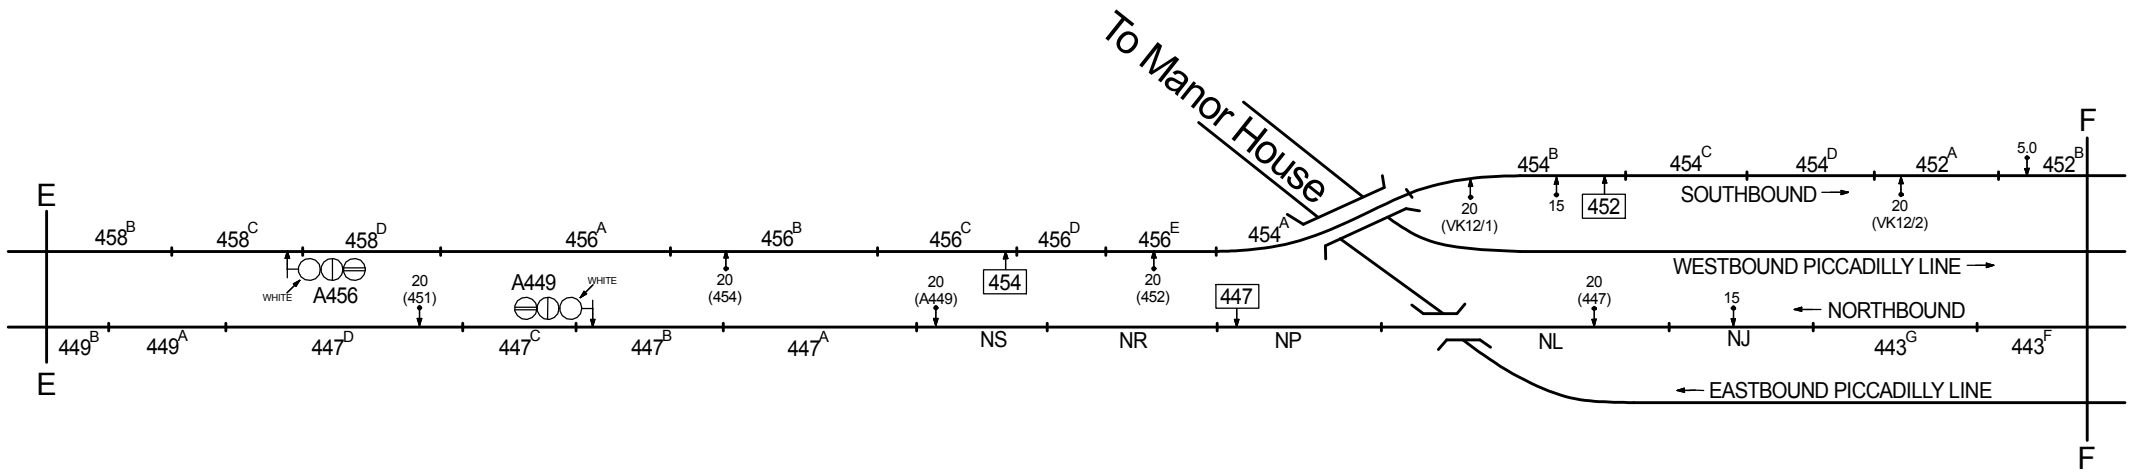 To Manor House
F
454B
454C
454D
452A
5.0
452B
E
SOUTHBOUND
20
(VK12/1)
15
452
20
(VK12/2)
458B
458C
458D
456A
456B
456C
456D
456E
454A
WHITE
A456
20
(451)
A449
WHITE
20
(454)
20
(A449)
454
20
(452)
447
WESTBOUND PICCADILLY LINE
20
(447)
15
NORTHBOUND
449B
449A
447D
447C
447B
447A
NS
NR
NP
NL
NJ
443G
443F
E
EASTBOUND PICCADILLY LINE
F